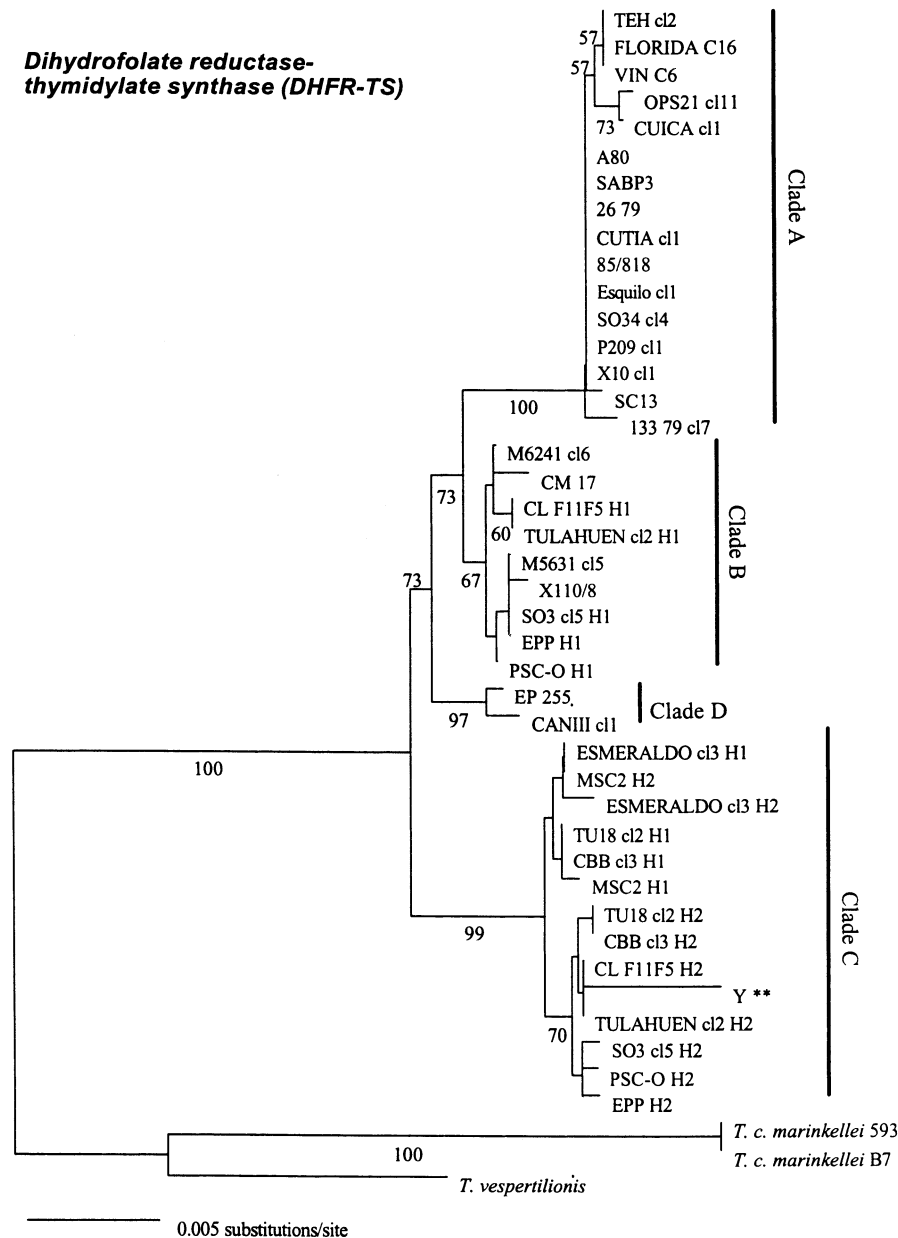 Dihydrofolate reductase-
thymidylate synthase (DHFR-TS)
TEH cl2
57
FLORIDA C16
57
VIN C6
OPS21 cl11
73
CUICA cl1
A80
SABP3
26 79
CUTIA cl1
85/818
Esquilo cl1
SO34 cl4
P209 cl1
X10 cl1
SC13
100
133 79 cl7
Clade A
M6241 cl6
CM 17
73
CL F11F5 H1
60
TULAHUEN cl2 H1
M5631 cl5
73
67
X110/8
SO3 cl5 H1
EPP H1
PSC-O H1
Clade B
EP 255
97
CANIII cl1
Clade D
ESMERALDO cl3 H1
100
MSC2 H2
ESMERALDO cl3 H2
TU18 cl2 H1
CBB cl3 H1
MSC2 H1
TU18 cl2 H2
99
CBB cl3 H2
CL F11F5 H2
Y **
TULAHUEN cl2 H2
70
SO3 cl5 H2
PSC-O H2
EPP H2
Clade C
T. c. marinkellei 593
100
T. c. marinkellei B7
T. vespertilionis
0.005 substitutions/site